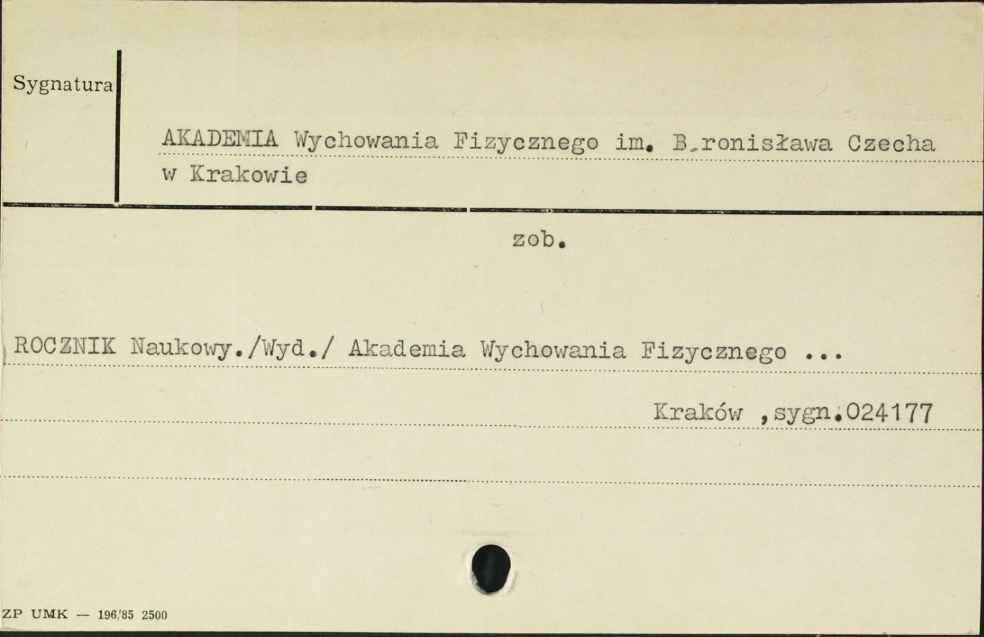 Sygnatura
AKADEMIA Wychowania Fizycznego im. B.ronisława Czecha
w Krakowie
zob.
ROCZNIK Naukowy./Wyd./ Akademia Wychowania Fizycznego ...
Kraków ,sygn.024177
ZP UMK — 196/85 2500